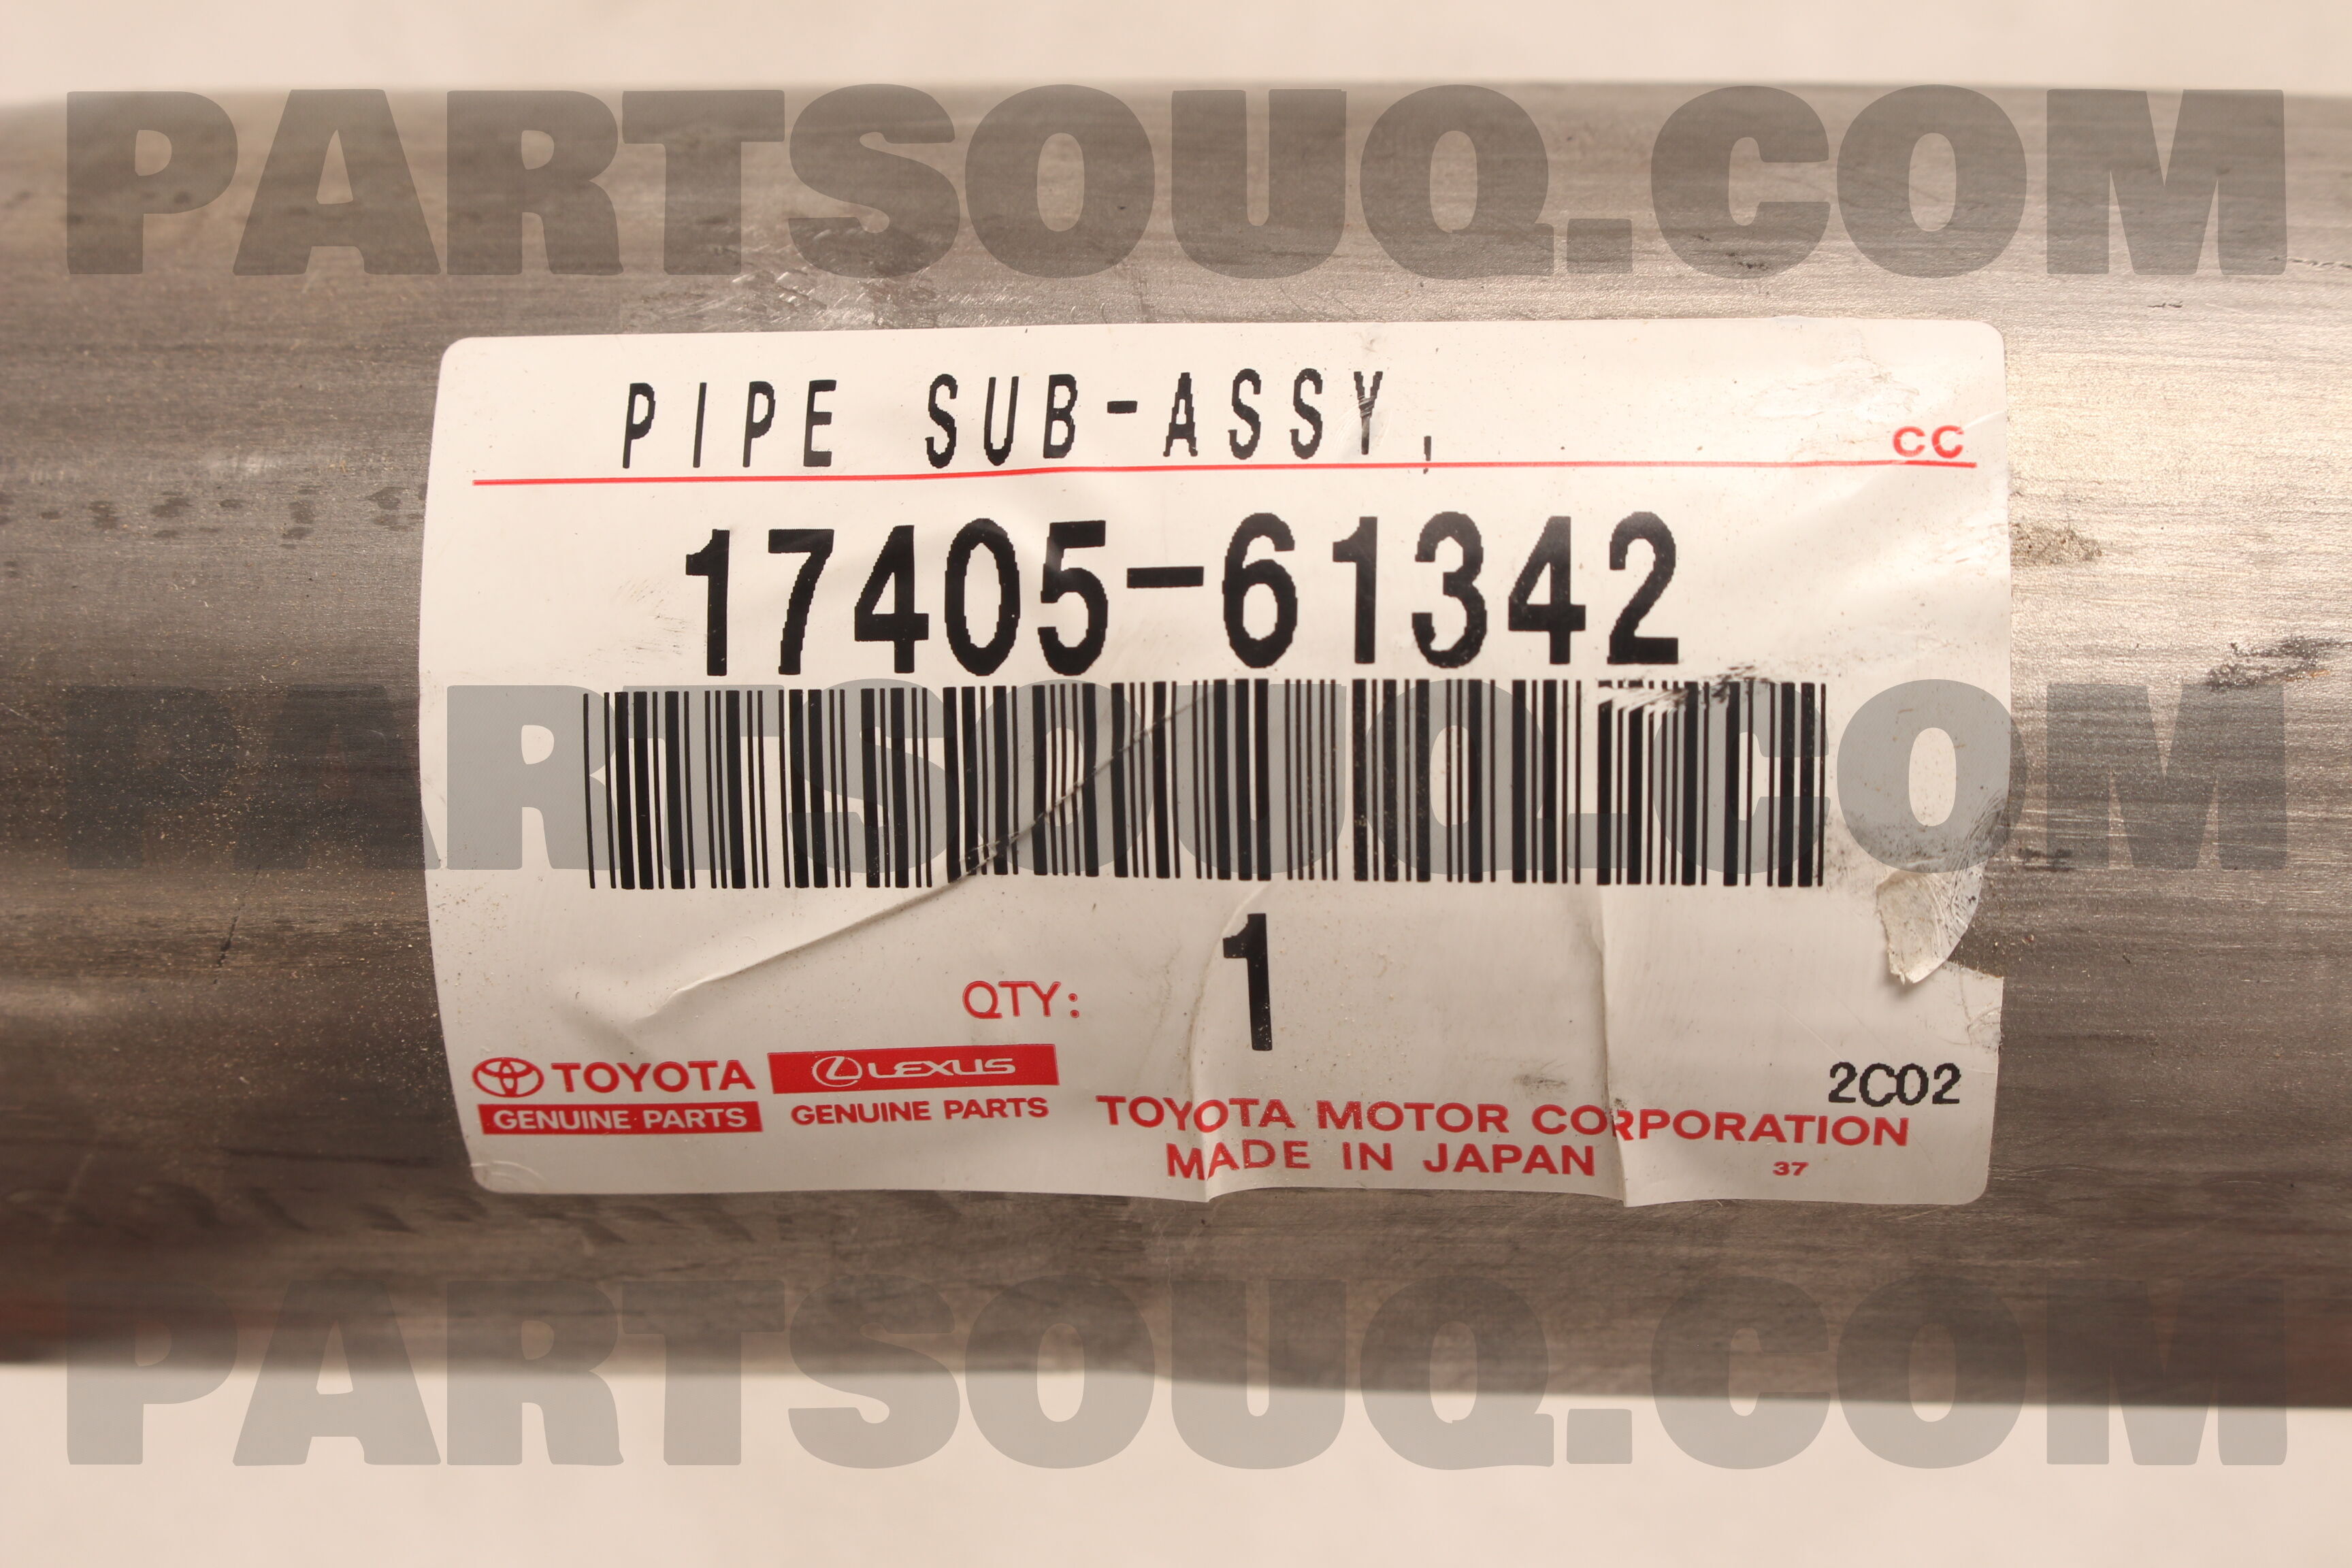 PARTSOUQ.COM
PIPE SUB-ASSY,
CC
17405-61342
PARTSOUQ.COM
QTY: 1
TOYOTA
GENUINE PARTS
LEXUS
GENUINE PARTS
2C02
TOYOTA MOTOR CORPORATION
MADE IN JAPAN
37
PARTSOUQ.COM